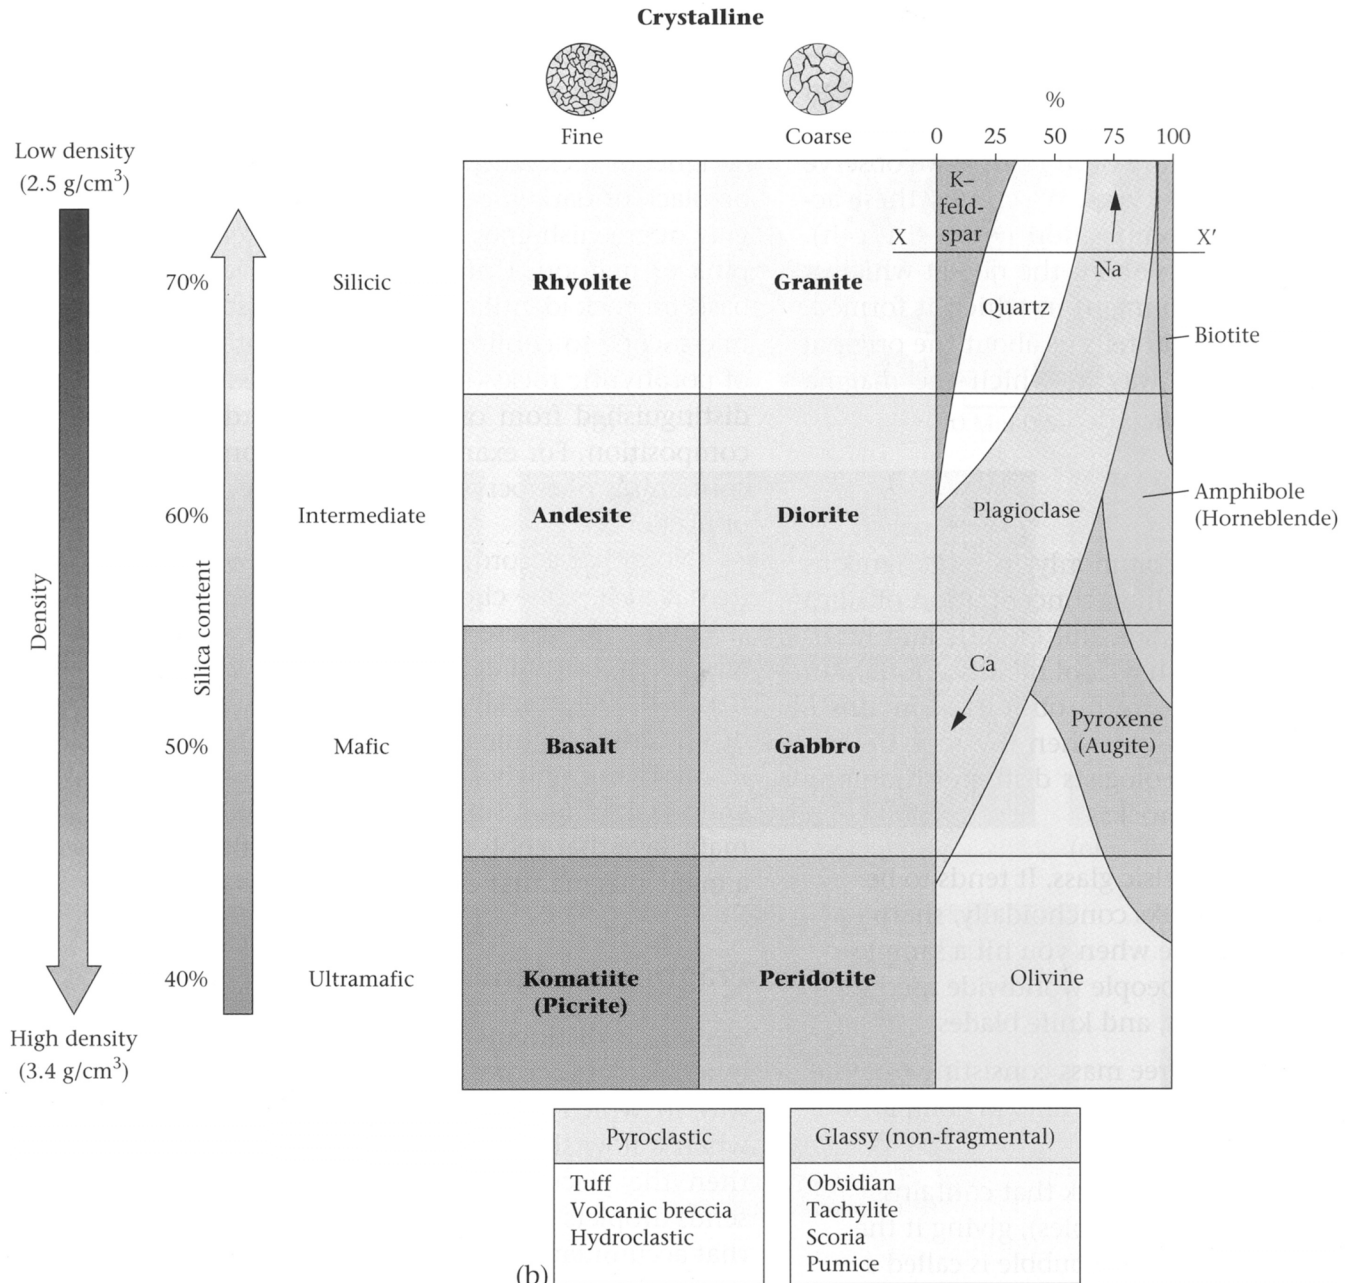 Crystalline
Fine
Coarse
%
0 25 50 75 100
Low density
(2.5 g/cm³)
K–
feld-
spar
X
X′
70%
Silicic
Rhyolite
Granite
Na
Quartz
Biotite
60%
Intermediate
Andesite
Diorite
Plagioclase
Amphibole
(Horneblende)
Density
Silica content
Ca
50%
Mafic
Basalt
Gabbro
Pyroxene
(Augite)
40%
Ultramafic
Komatiite
(Picrite)
Peridotite
Olivine
High density
(3.4 g/cm³)
Pyroclastic
Tuff
Volcanic breccia
Hydroclastic
Glassy (non-fragmental)
Obsidian
Tachylite
Scoria
Pumice
(b)